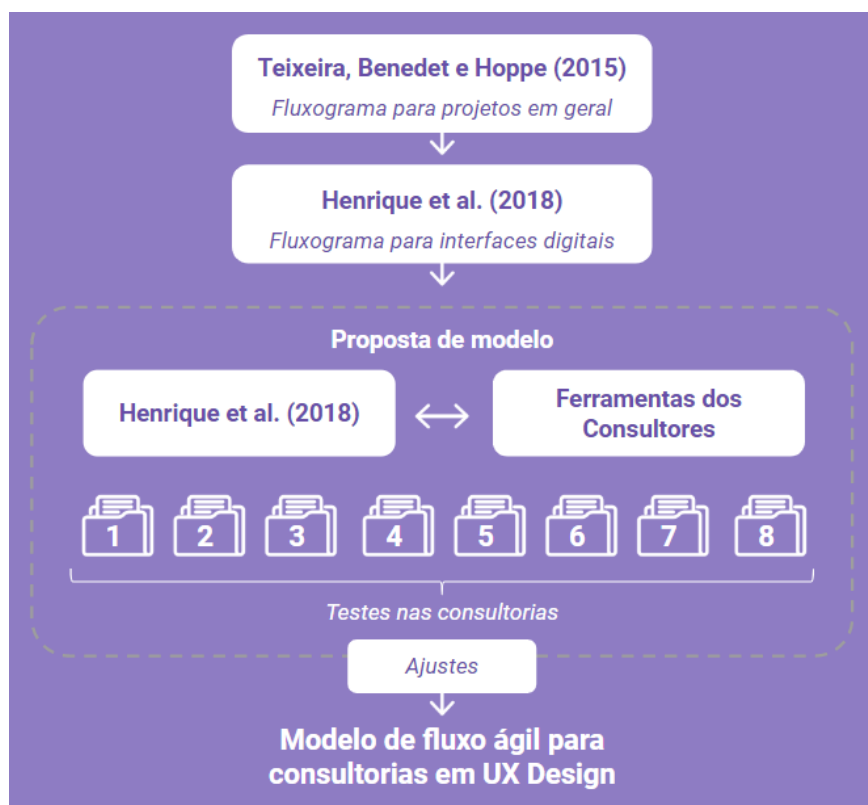 Teixeira, Benedet e Hoppe (2015)
Fluxograma para projetos em geral
Henrique et al. (2018)
Fluxograma para interfaces digitais
Proposta de modelo
Henrique et al. (2018)
Ferramentas dos
Consultores
1 2 3 4 5 6 7 8
Testes nas consultorias
Ajustes
Modelo de fluxo ágil para
consultorias em UX Design